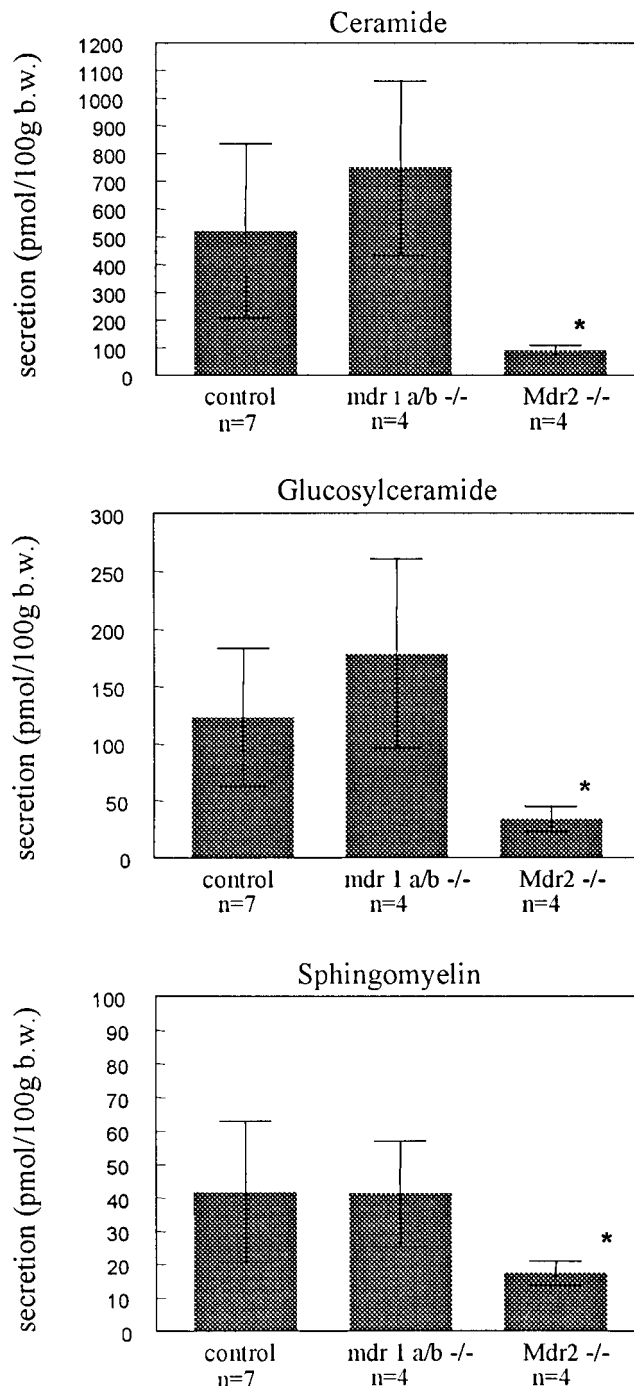 Ceramide
secretion (pmol/100g b.w.)
1200
1100
1000
900
800
700
600
500
400
300
200
100
0
*
control
n=7
mdr 1 a/b -/-
n=4
Mdr2 -/-
n=4
Glucosylceramide
secretion (pmol/100g b.w.)
300
250
200
150
100
50
0
*
control
n=7
mdr 1 a/b -/-
n=4
Mdr2 -/-
n=4
Sphingomyelin
secretion (pmol/100g b.w.)
100
90
80
70
60
50
40
30
20
10
0
*
control
n=7
mdr 1 a/b -/-
n=4
Mdr2 -/-
n=4